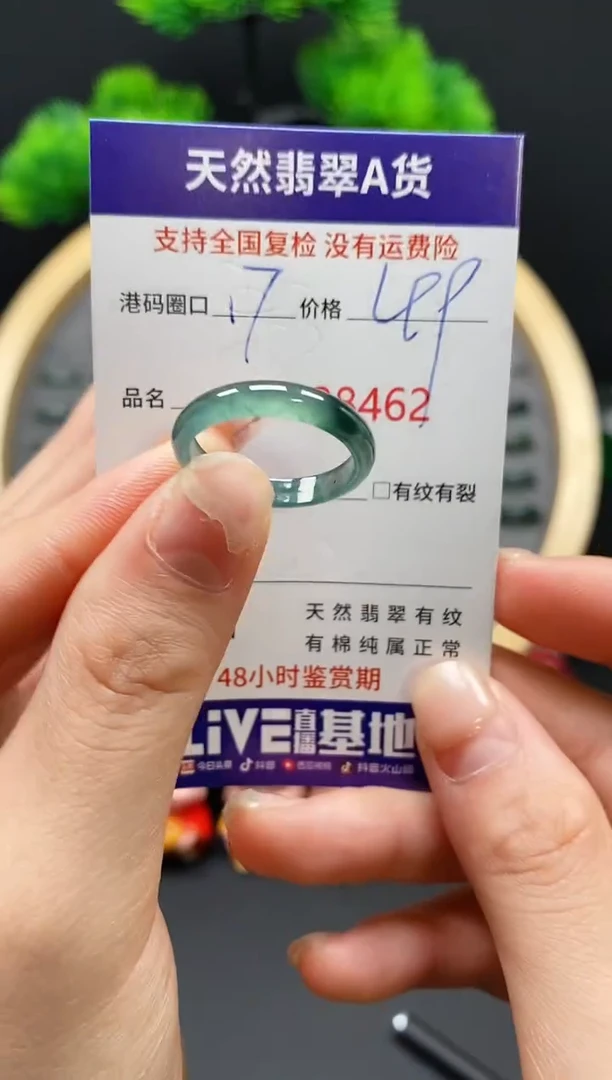 天然翡翠A货
支持全国复检 没有运费险
港码圈口 17 价格 499
品名 38462
□有纹有裂
天然翡翠有纹
有棉纯属正常
48小时鉴赏期
LiVE直播基地
今日头条 抖音 西瓜视频 抖音火山版